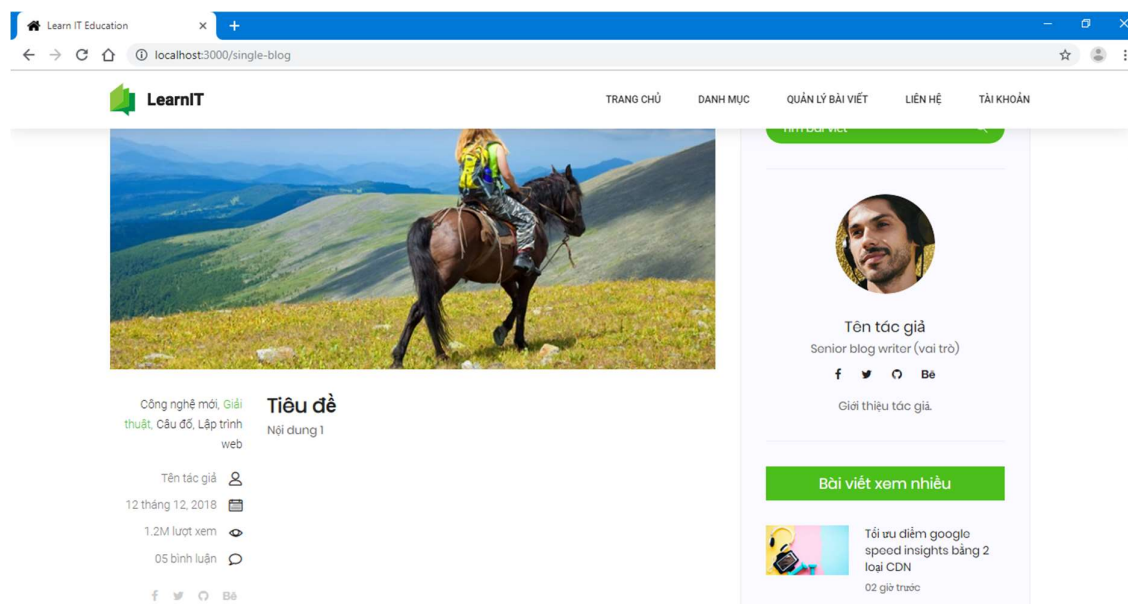 Learn IT Education
localhost:3000/single-blog
LearnIT
TRANG CHỦ DANH MỤC QUẢN LÝ BÀI VIẾT LIÊN HỆ TÀI KHOẢN
Tìm bài viết
Tên tác giả
Senior blog writer (vai trò)
Bē
Giới thiệu tác giả.
Công nghệ mới, Giải
thuật, Câu đố, Lập trình
web
Tên tác giả
12 tháng 12, 2018
1.2M lượt xem
05 bình luận
Bē
Tiêu đề
Nội dung 1
Bài viết xem nhiều
Tối ưu điểm google
speed insights bằng 2
loại CDN
02 giờ trước